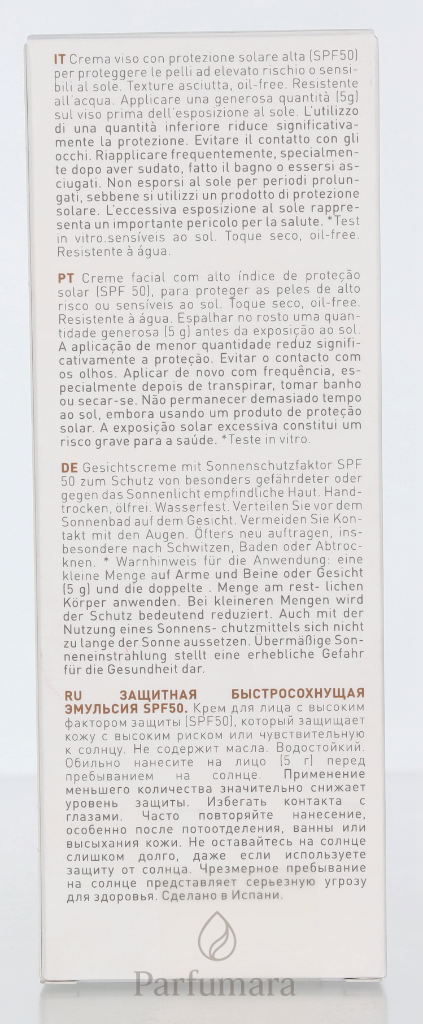 IT Crema viso con protezione solare alta (SPF50)
per proteggere le pelli ad elevato rischio o sensi-
bili al sole. Texture asciutta, oil-free. Resistente
all'acqua. Applicare una generosa quantità (5g)
sul viso prima dell'esposizione al sole. L'utilizzo
di una quantità inferiore riduce significativa-
mente la protezione. Evitare il contatto con gli
occhi. Riapplicare frequentemente, specialmen-
te dopo aver sudato, fatto il bagno o essersi as-
ciugati. Non esporsi al sole per periodi prolun-
gati, sebbene si utilizzi un prodotto di protezione
solare. L'eccessiva esposizione al sole rappre-
senta un importante pericolo per la salute. *Test
in vitro.sensíveis ao sol. Toque seco, oil-free.
Resistente à água.
PT Creme facial com alto índice de proteção
solar (SPF 50), para proteger as peles de alto
risco ou sensíveis ao sol. Toque seco, oil-free.
Resistente à água. Espalhar no rosto uma quan-
tidade generosa (5 g) antes da exposição ao sol.
A aplicação de menor quantidade reduz signifi-
cativamente a proteção. Evitar o contacto com
os olhos. Aplicar de novo com frequência, es-
pecialmente depois de transpirar, tomar banho
ou secar-se. Não permanecer demasiado tempo
ao sol, embora usando um produto de proteção
solar. A exposição solar excessiva constitui um
risco grave para a saúde. *Teste in vitro.
DE Gesichtscreme mit Sonnenschutzfaktor SPF
50 zum Schutz von besonders gefährdeter oder
gegen das Sonnenlicht empfindliche Haut. Hand-
trocken, ölfrei. Wasserfest. Verteilen Sie vor dem
Sonnenbad auf dem Gesicht. Vermeiden Sie Kon-
takt mit den Augen. Öfters neu auftragen, ins-
besondere nach Schwitzen, Baden oder Abtroc-
knen. * Warnhinweis für die Anwendung: eine
kleine Menge auf Arme und Beine oder Gesicht
(5 g) und die doppelte . Menge am rest- lichen
Körper anwenden. Bei kleineren Mengen wird
der Schutz bedeutend reduziert. Auch mit der
Nutzung eines Sonnens- chutzmittels sich nicht
zu lange der Sonne aussetzen. Übermäßige Son-
neneinstrahlung stellt eine erhebliche Gefahr
für die Gesundheit dar.
RU ЗАЩИТНАЯ БЫСТРОСОХНУЩАЯ
ЭМУЛЬСИЯ SPF50. Крем для лица с высоким
фактором защиты (SPF50), который защищает
кожу с высоким риском или чувствительную
к солнцу. Не содержит масла. Водостойкий.
Обильно нанесите на лицо (5 г) перед
пребыванием на солнце. Применение
меньшего количества значительно снижает
уровень защиты. Избегать контакта с
глазами. Часто повторяйте нанесение,
особенно после потоотделения, ванны или
высыхания кожи. Не оставайтесь на солнце
слишком долго, даже если используете
защиту от солнца. Чрезмерное пребывание
на солнце представляет серьезную угрозу
для здоровья. Сделано в Испани.
Parfumara